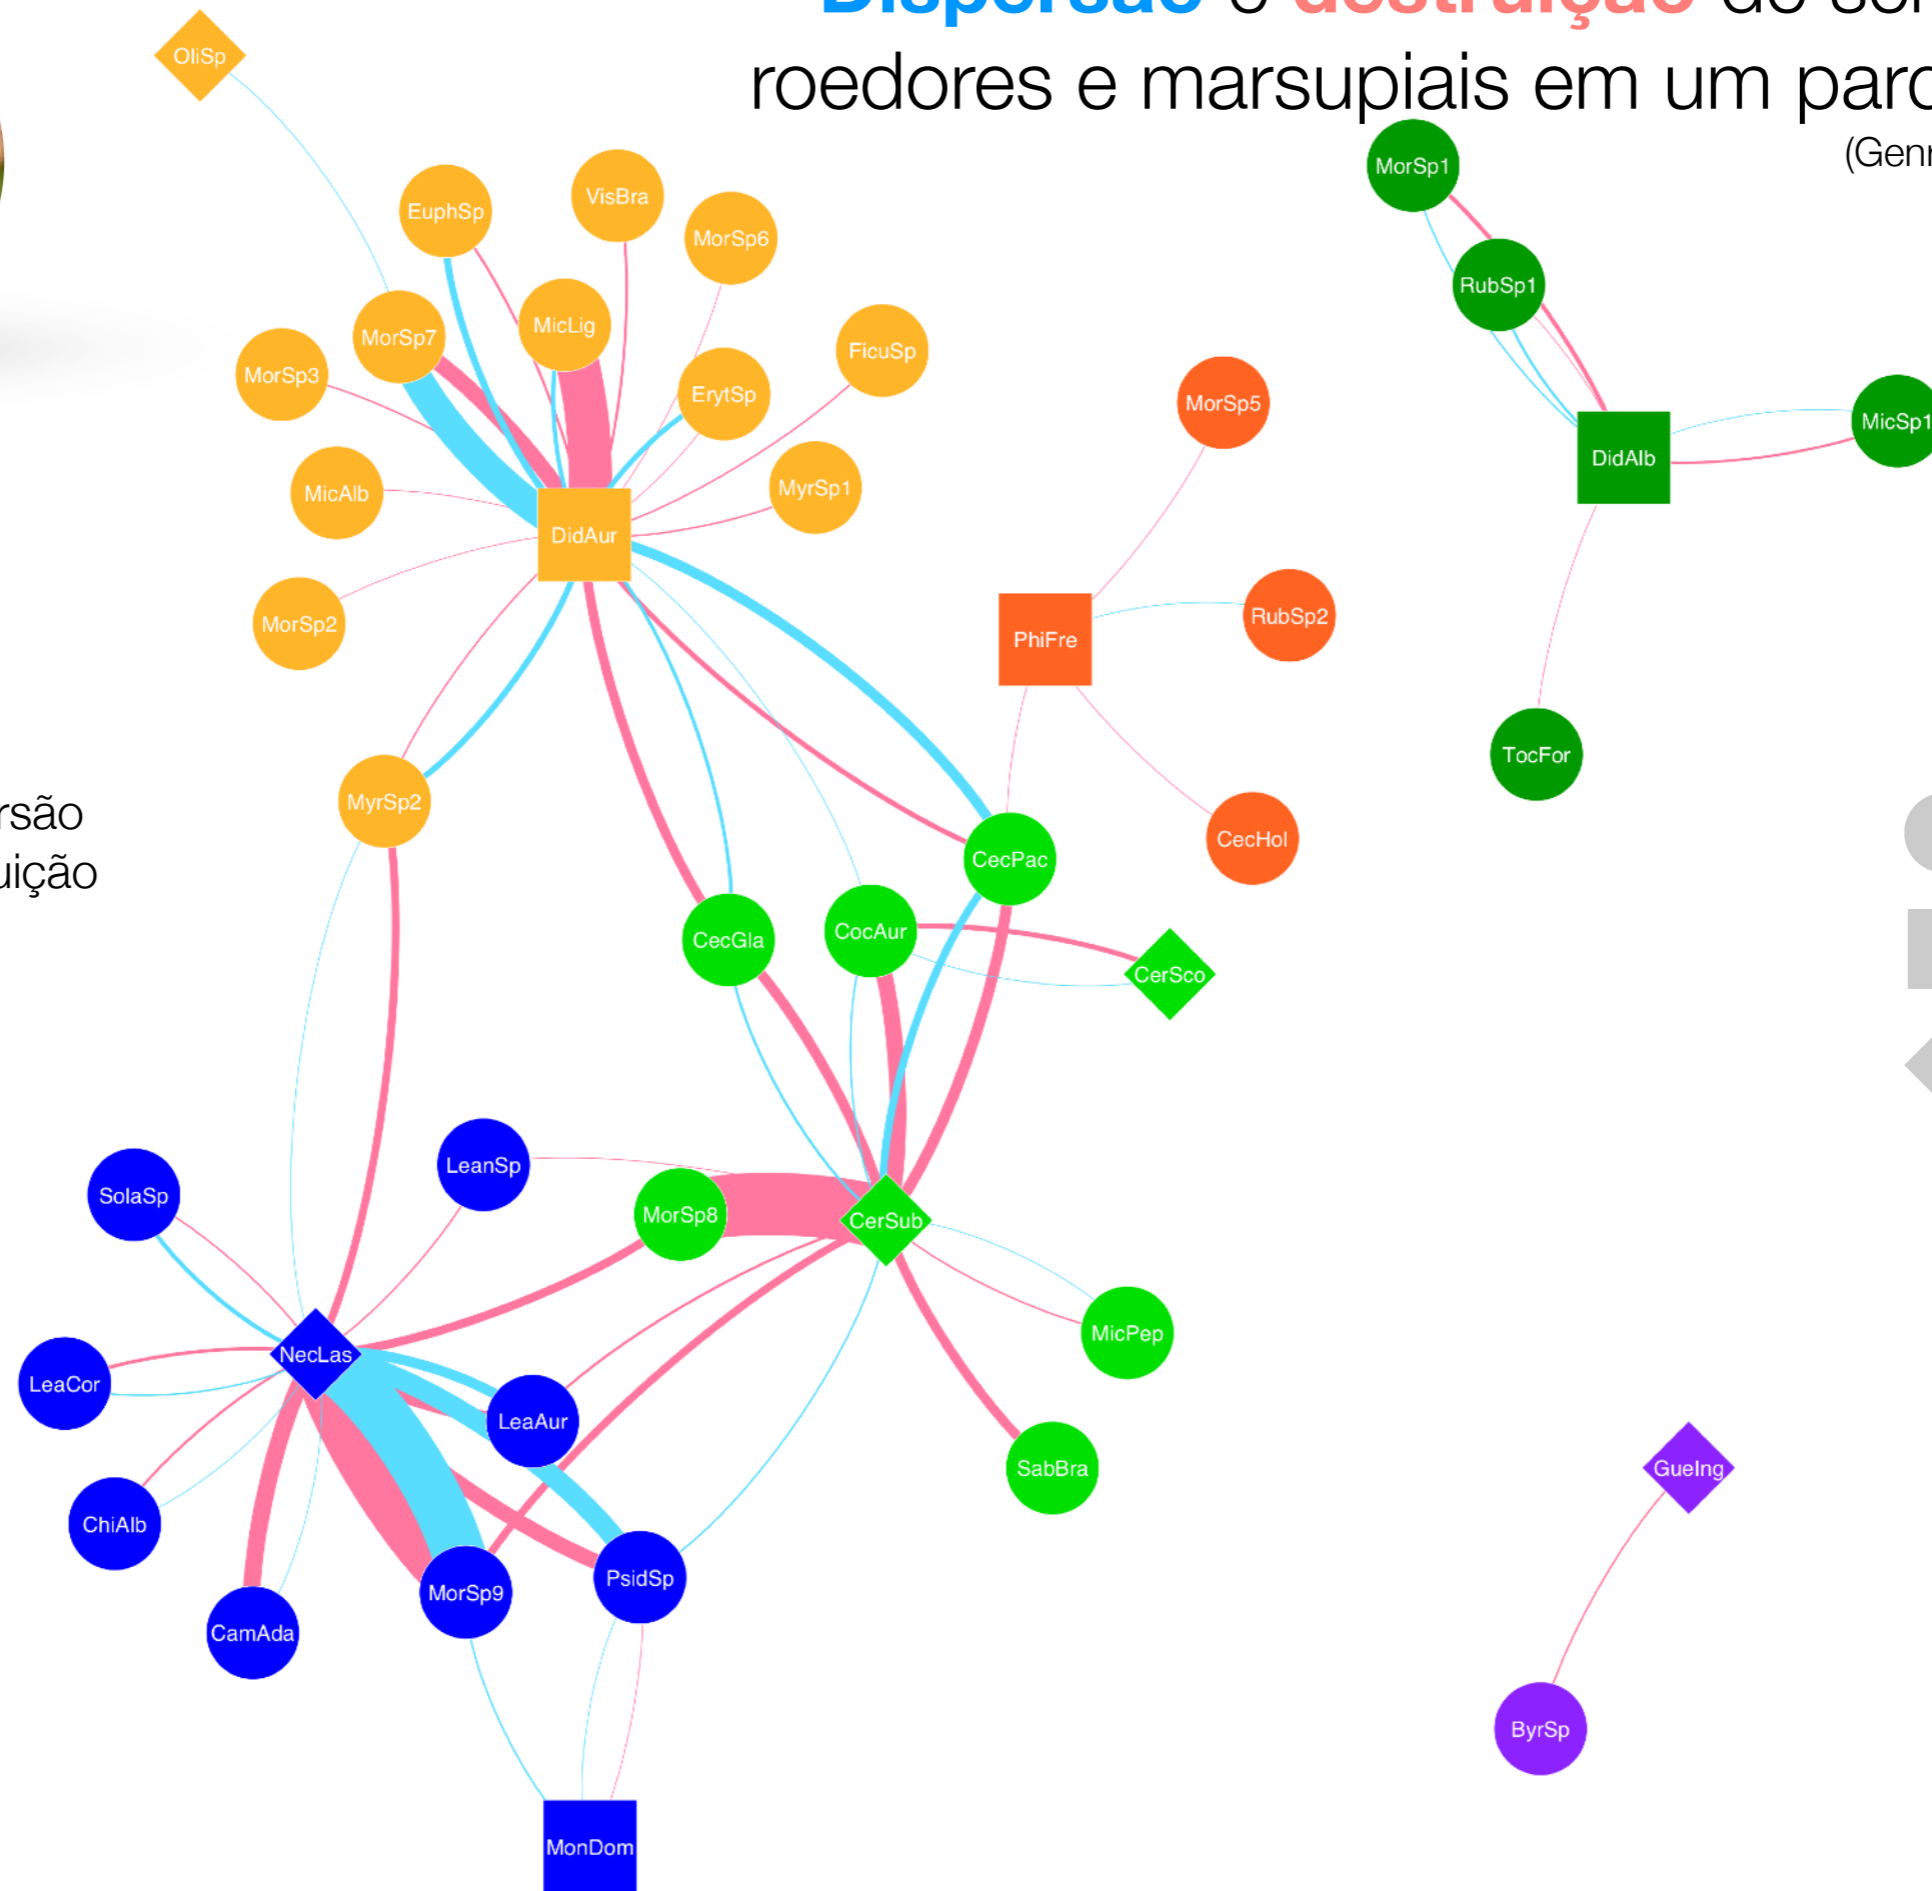 roedores e marsupiais em um
OliSp
MorSp1
EuphSp
VisBra
MorSp6
RubSp1
MicLig
MorSp7
FicuSp
MorSp3
ErytSp
MorSp5
MicSp1
DidAlb
MicAlb
MyrSp1
DidAur
RubSp2
MorSp2
PhiFre
TocFor
MyrSp2
rsão
CecHol
CecPac
uição
CecGla
CocAur
CerSco
LeanSp
SolaSp
MorSp8
CerSub
MicPep
NecLas
LeaCor
LeaAur
SabBra
GueIng
ChiAlb
PsidSp
MorSp9
CamAda
ByrSp
MonDom